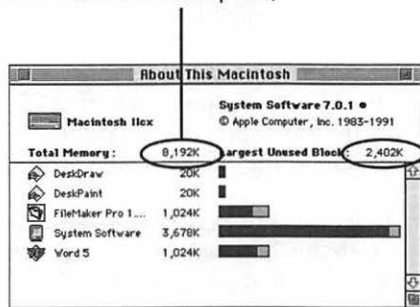 About This Macintosh
System Software 7.0.1 •
Macintosh IIcx
© Apple Computer, Inc. 1983-1991
Total Memory : 8,192K Largest Unused Block: 2,402K
DeskDraw 20K
DeskPaint 20K
FileMaker Pro 1.... 1,024K
System Software 3,678K
Word 5 1,024K